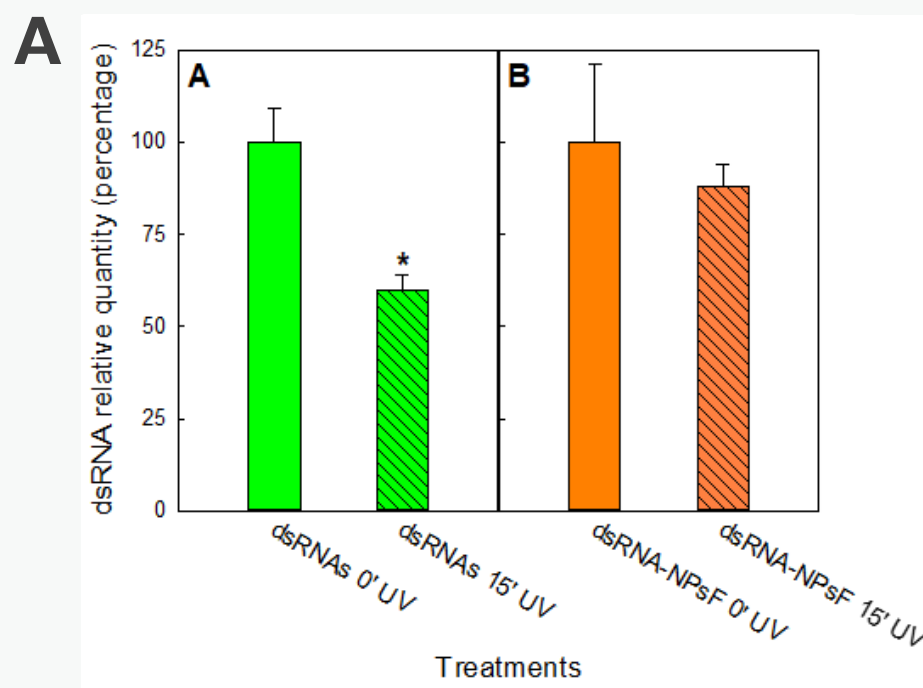 A
dsRNA relative quantity (percentage)
125
100
75
50
25
0
A
*
B
dsRNAs 0' UV
dsRNAs 15' UV
dsRNA-NPsF 0' UV
dsRNA-NPsF 15' UV
Treatments